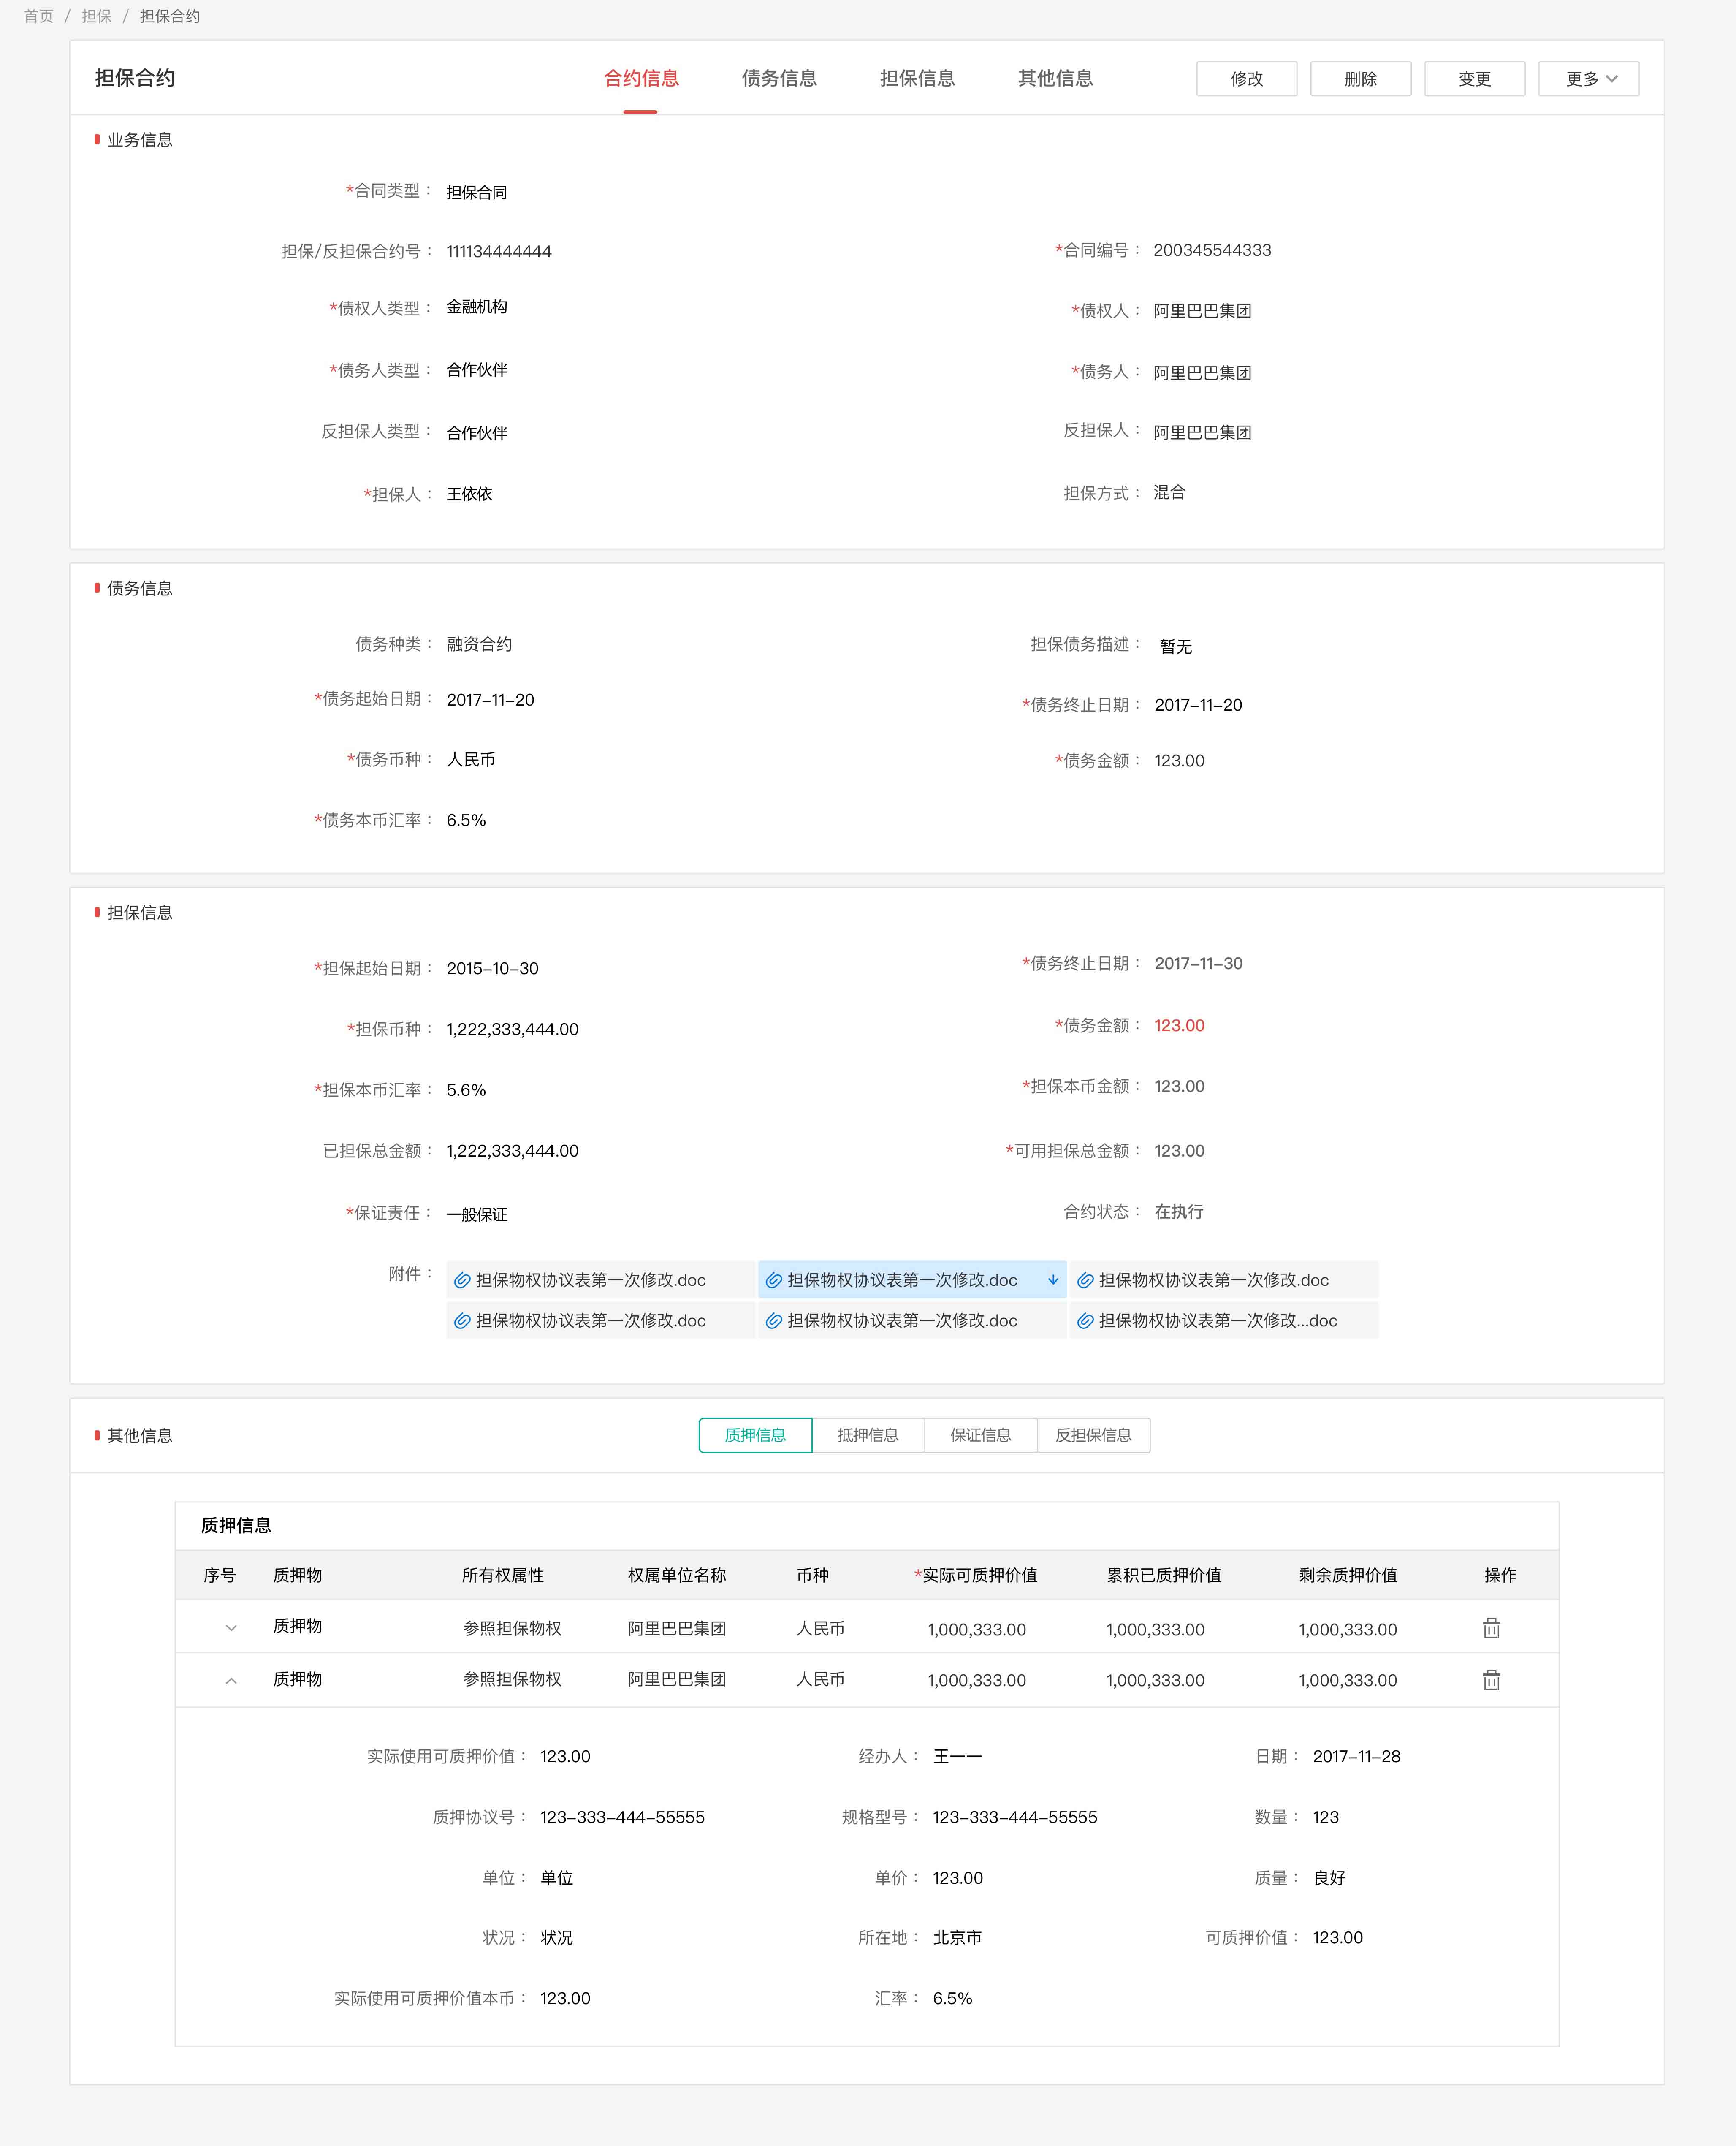 首页 / 担保 / 担保合约
担保合约 合约信息 债务信息 担保信息 其他信息 修改 删除 变更 更多
业务信息
*合同类型： 担保合同
担保/反担保合约号： 111134444444 *合同编号： 200345544333
*债权人类型： 金融机构 *债权人： 阿里巴巴集团
*债务人类型： 合作伙伴 *债务人： 阿里巴巴集团
反担保人类型： 合作伙伴 反担保人： 阿里巴巴集团
*担保人： 王依依 担保方式： 混合
债务信息
债务种类： 融资合约 担保债务描述： 暂无
*债务起始日期： 2017-11-20 *债务终止日期： 2017-11-20
*债务币种： 人民币 *债务金额： 123.00
*债务本币汇率： 6.5%
担保信息
*担保起始日期： 2015-10-30 *债务终止日期： 2017-11-30
*担保币种： 1,222,333,444.00 *债务金额： 123.00
*担保本币汇率： 5.6% *担保本币金额： 123.00
已担保总金额： 1,222,333,444.00 *可用担保总金额： 123.00
*保证责任： 一般保证 合约状态： 在执行
附件： 担保物权协议表第一次修改.doc 担保物权协议表第一次修改.doc 担保物权协议表第一次修改.doc
担保物权协议表第一次修改.doc 担保物权协议表第一次修改.doc 担保物权协议表第一次修改...doc
其他信息 质押信息 抵押信息 保证信息 反担保信息
质押信息
序号 质押物 所有权属性 权属单位名称 币种 *实际可质押价值 累积已质押价值 剩余质押价值 操作
质押物 参照担保物权 阿里巴巴集团 人民币 1,000,333.00 1,000,333.00 1,000,333.00
质押物 参照担保物权 阿里巴巴集团 人民币 1,000,333.00 1,000,333.00 1,000,333.00
实际使用可质押价值： 123.00 经办人： 王一一 日期： 2017-11-28
质押协议号： 123-333-444-55555 规格型号： 123-333-444-55555 数量： 123
单位： 单位 单价： 123.00 质量： 良好
状况： 状况 所在地： 北京市 可质押价值： 123.00
实际使用可质押价值本币： 123.00 汇率： 6.5%